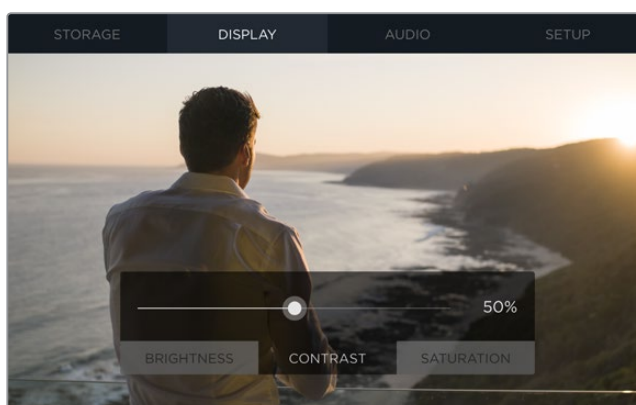 STORAGE DISPLAY AUDIO SETUP
50%
BRIGHTNESS CONTRAST SATURATION